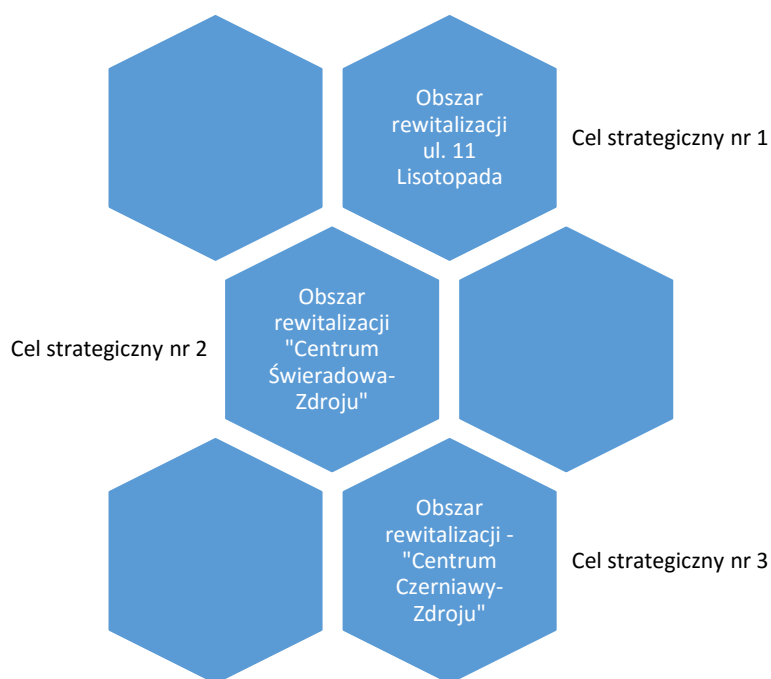 Obszar
rewitalizacji
ul. 11
Lisotopada
Cel strategiczny nr 1
Cel strategiczny nr 2
Obszar
rewitalizacji
"Centrum
Świeradowa-
Zdroju"
Obszar
rewitalizacji -
"Centrum
Czerniawy-
Zdroju"
Cel strategiczny nr 3